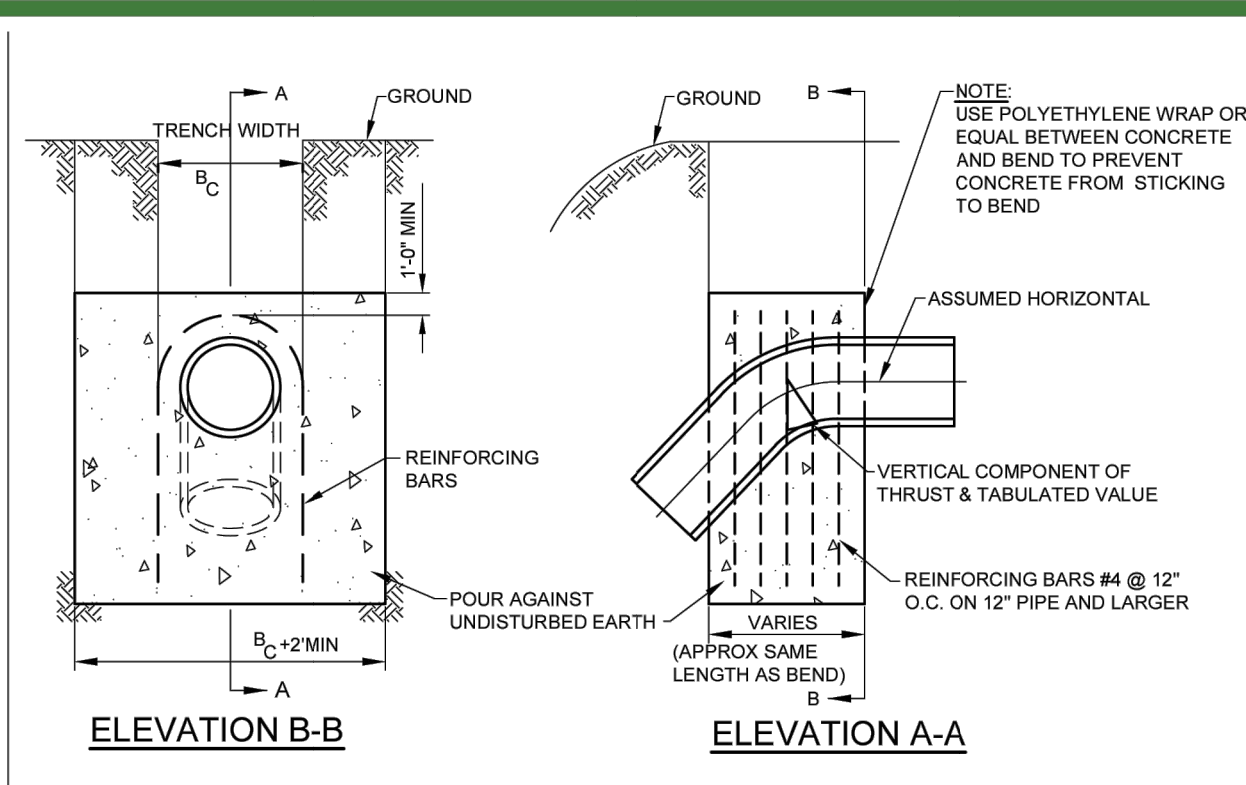 A
GROUND
TRENCH WIDTH
B C
1'-0" MIN
REINFORCING
BARS
POUR AGAINST
UNDISTURBED EARTH
B C +2'MIN
A
ELEVATION B-B
GROUND
B
NOTE:
USE POLYETHYLENE WRAP OR
EQUAL BETWEEN CONCRETE
AND BEND TO PREVENT
CONCRETE FROM STICKING
TO BEND
ASSUMED HORIZONTAL
VERTICAL COMPONENT OF
THRUST & TABULATED VALUE
REINFORCING BARS #4 @ 12"
O.C. ON 12" PIPE AND LARGER
VARIES
(APPROX SAME
LENGTH AS BEND)
B
ELEVATION A-A